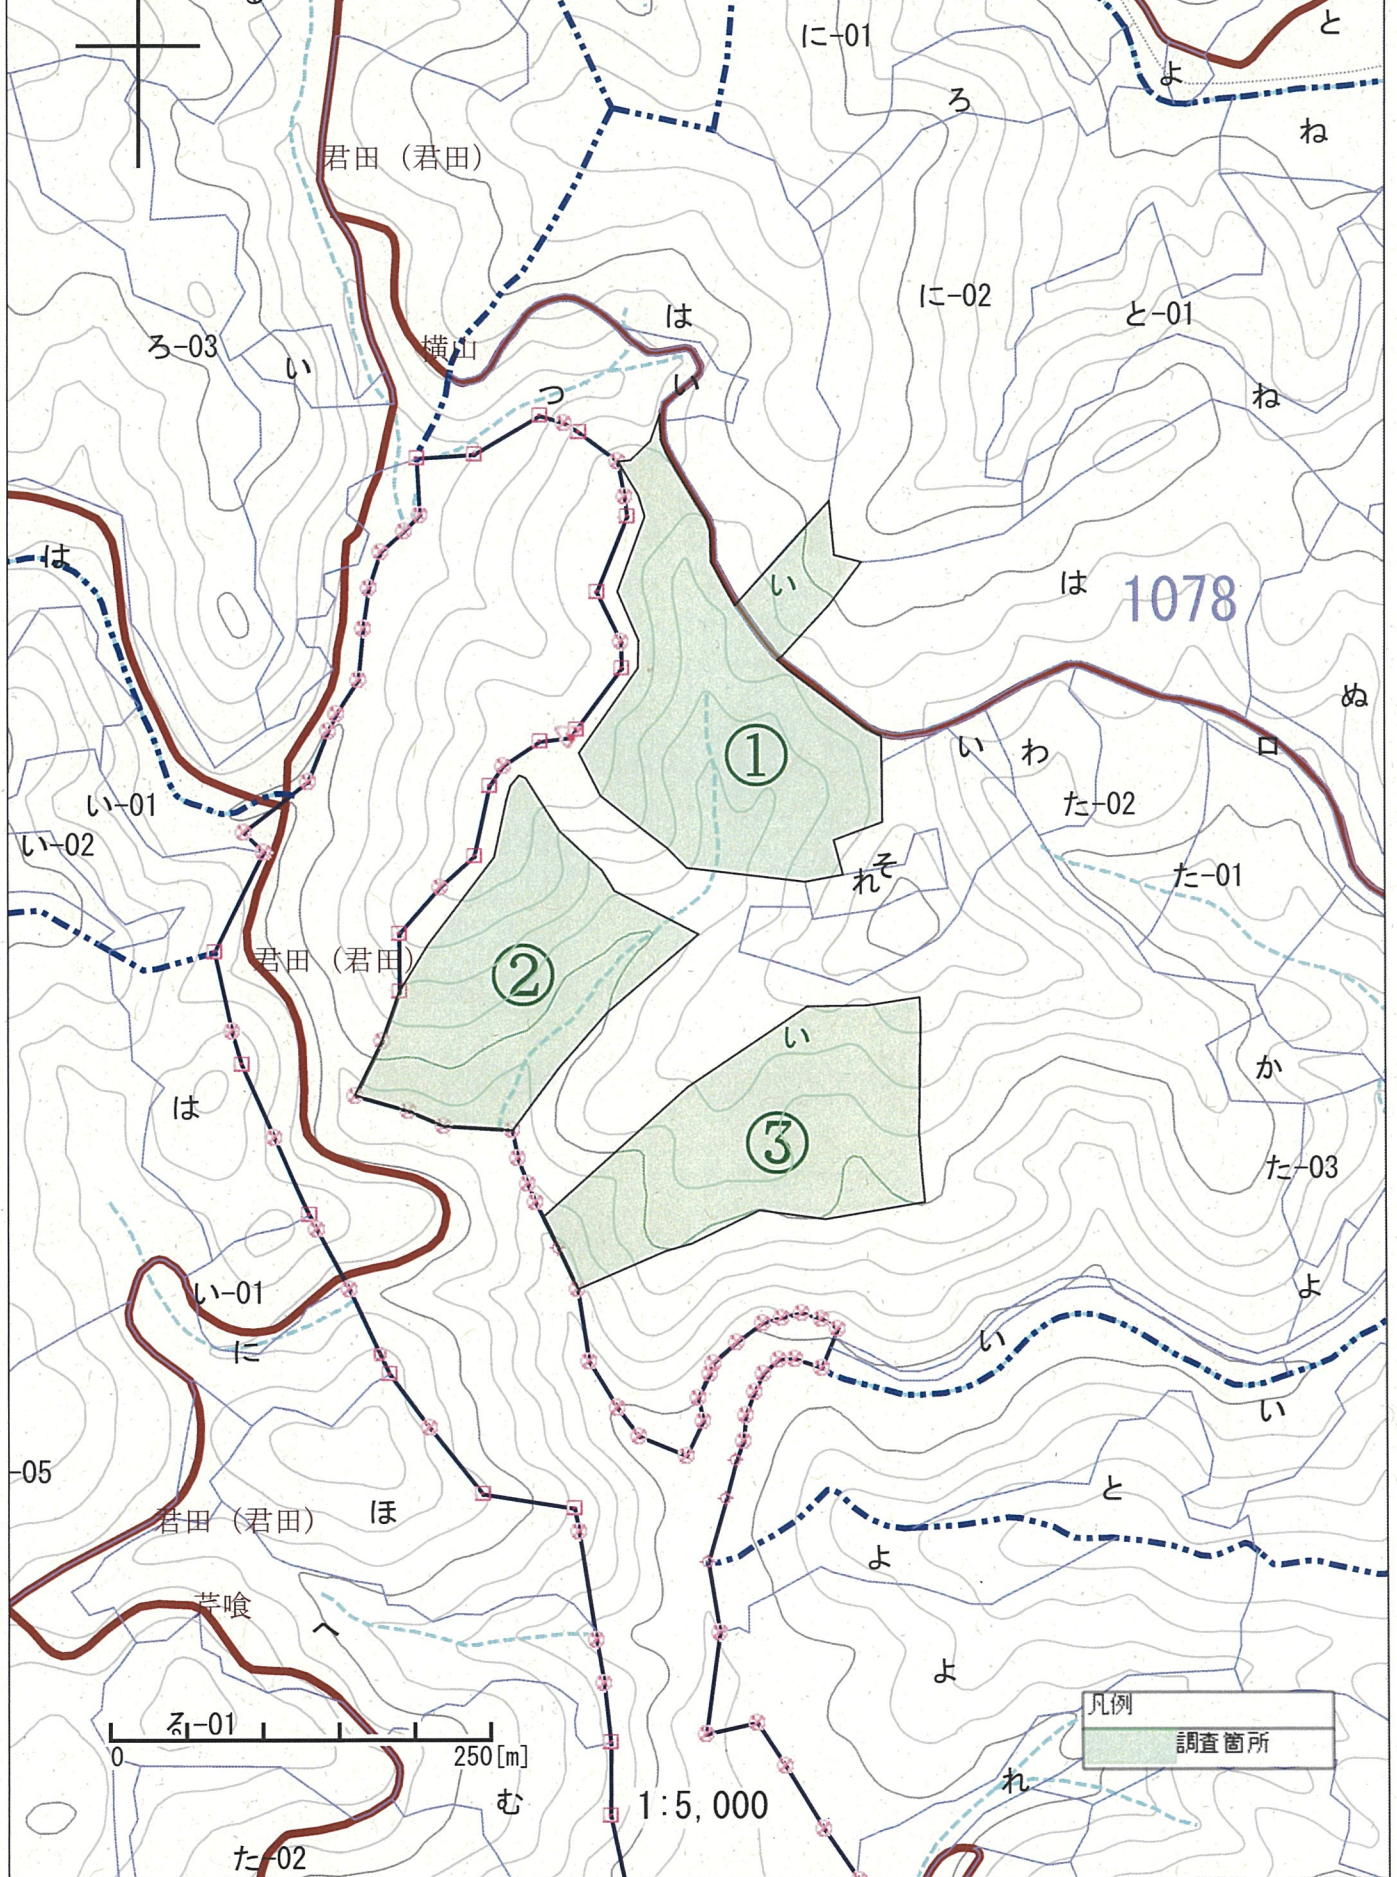 に-01
と
よ
ろ
ね
君田（君田）
に-02
と-01
は
ろ-03
横山
い
い
つ
ね
は
い
は
1078
ぬ
い
わ
ロ
①
い-01
た-02
い-02
そ
れ
た-01
君田（君田）
②
い
か
は
③
た-03
い-01
よ
に
い
い
-05
と
ほ
君田（君田）
よ
芹喰
へ
よ
凡例
る-01
調査箇所
0
250[m]
れ
む
1:5,000
た-02